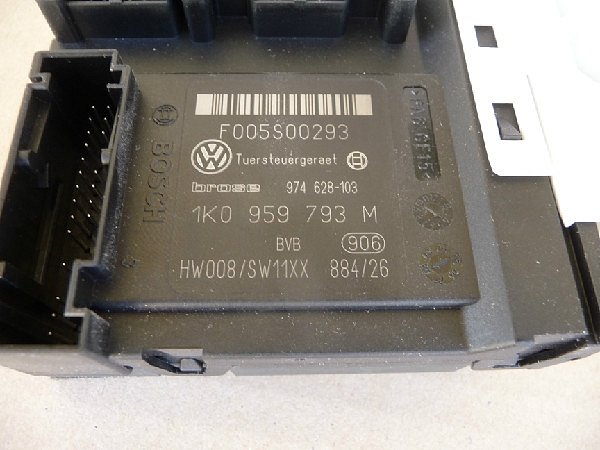 F005S00293
Tuersteuergeraet
brose 974 628-103
1K0 959 793 M
BVB 906
HW008/SW11XX 884/26
BOSCH